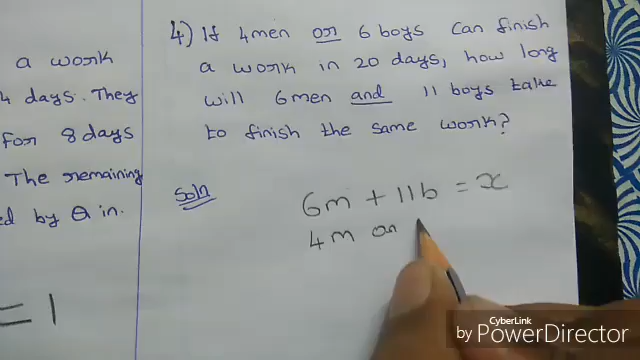 a work
4 days. They
for 8 days
The remaining
ed by Q in.
= 1
4) If 4men or 6 boys can finish
a work in 20 days, how long
will 6men and 11 boys take
to finish the same work?
Soln
6m + 11b = x
4m or
CyberLink
by PowerDirector